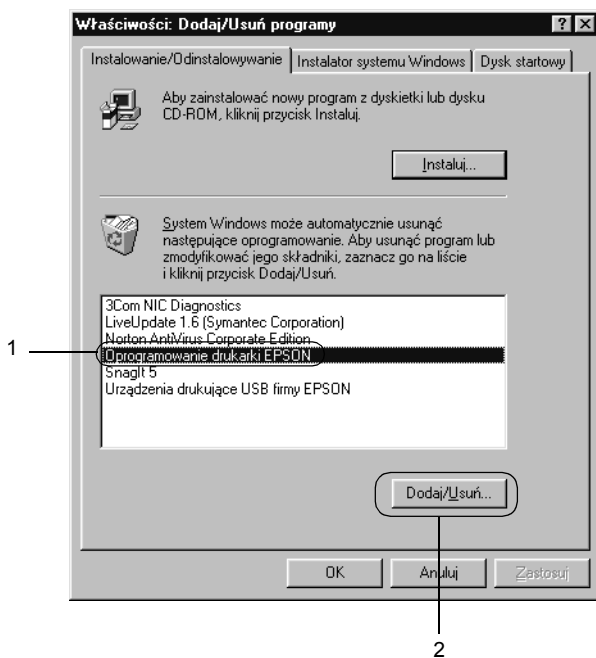 Właściwości: Dodaj/Usuń programy
Instalowanie/Odinstalowywanie
Instalator systemu Windows
Dysk startowy
Aby zainstalować nowy program z dyskietki lub dysku
CD-ROM, kliknij przycisk Instaluj.
Instaluj...
System Windows może automatycznie usunąć
następujące oprogramowanie. Aby usunąć program lub
zmodyfikować jego składniki, zaznacz go na liście
i kliknij przycisk Dodaj/Usuń.
3Com NIC Diagnostics
LiveUpdate 1.6 (Symantec Corporation)
Norton AntiVirus Corporate Edition
1
Oprogramowanie drukarki EPSON
SnagIt 5
Urządzenia drukujące USB firmy EPSON
Dodaj/Usuń...
OK
Anuluj
Zastosuj
2